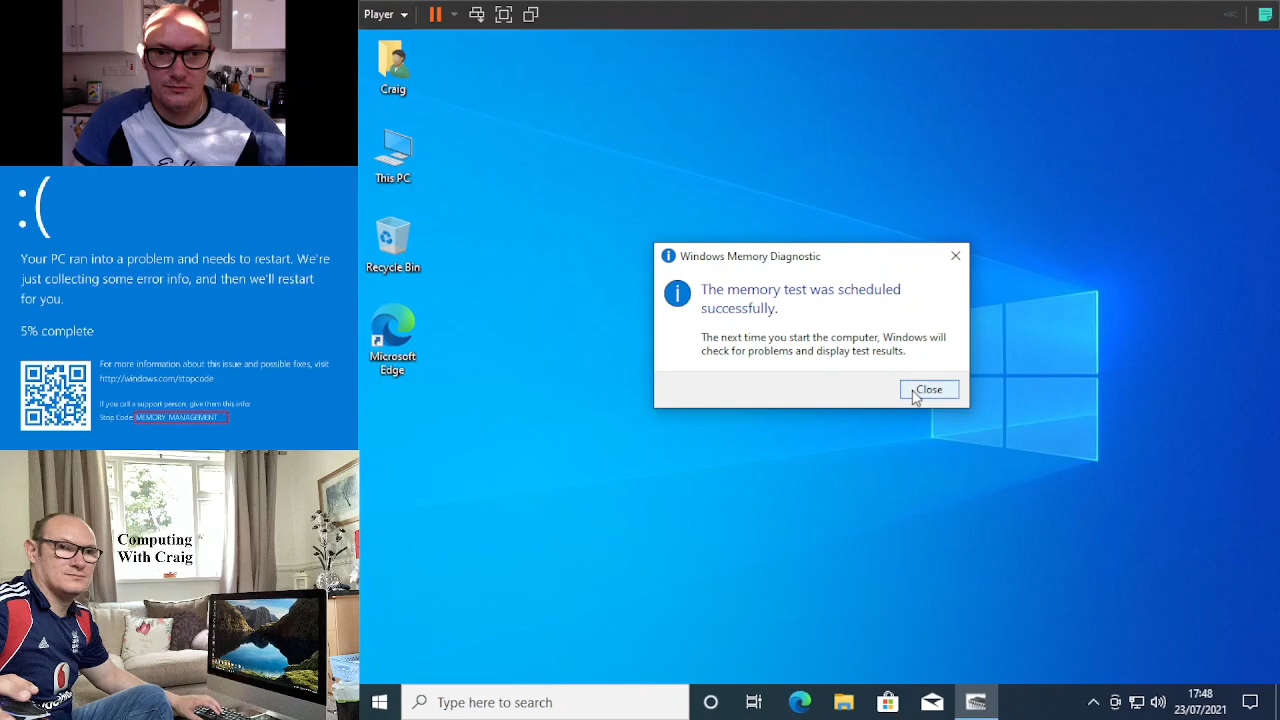 Player
Craig
This PC
Recycle Bin
Microsoft
Edge
Windows Memory Diagnostic
The memory test was scheduled
successfully.
The next time you start the computer, Windows will
check for problems and display test results.
Close
:(
Your PC ran into a problem and needs to restart. We're
just collecting some error info, and then we'll restart
for you.
5% complete
For more information about this issue and possible fixes, visit
http://windows.com/stopcode
If you call a support person, give them this info:
Stop Code: MEMORY MANAGEMENT
Computing
With Craig
Type here to search
17:48
23/07/2021